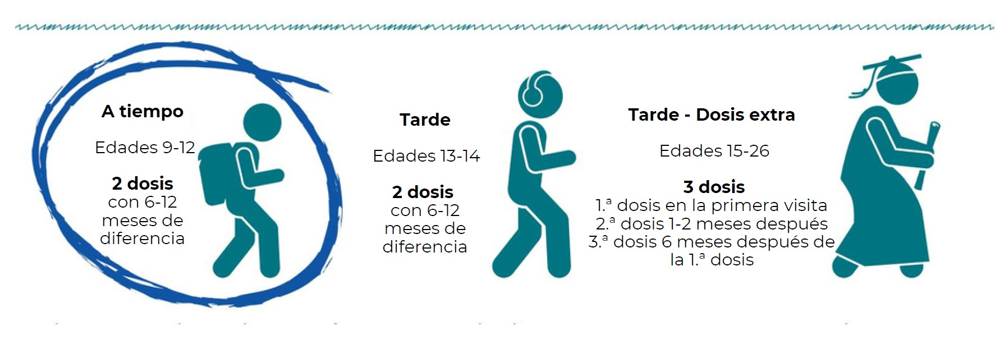 A tiempo
Edades 9-12
2 dosis
con 6-12
meses de
diferencia
Tarde
Edades 13-14
2 dosis
con 6-12
meses de
diferencia
Tarde - Dosis extra
Edades 15-26
3 dosis
1.ª dosis en la primera visita
2.ª dosis 1-2 meses después
3.ª dosis 6 meses después de
la 1.ª dosis